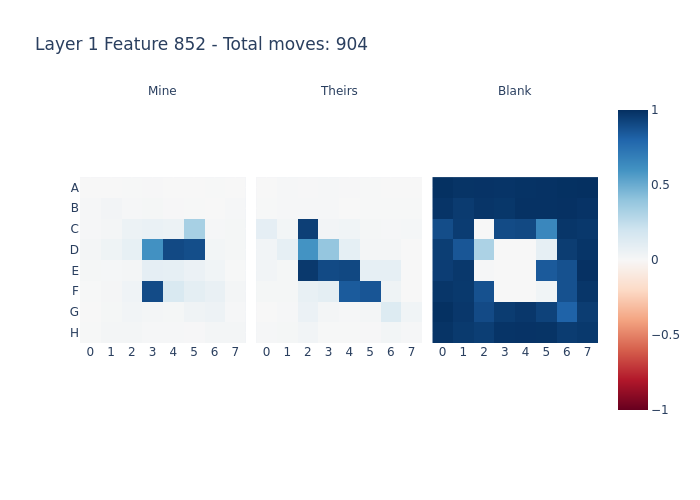 Layer 1 Feature 852 - Total moves: 904
Mine
Theirs
Blank
A
B
C
D
E
F
G
H
0 1 2 3 4 5 6 7
0 1 2 3 4 5 6 7
0 1 2 3 4 5 6 7
1
0.5
0
−0.5
−1